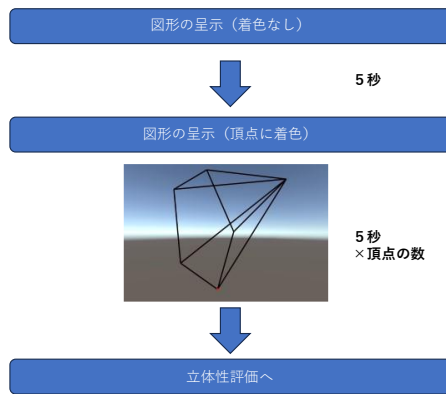 図形の呈示（着色なし）
5秒
図形の呈示（頂点に着色）
5秒
×頂点の数
立体性評価へ